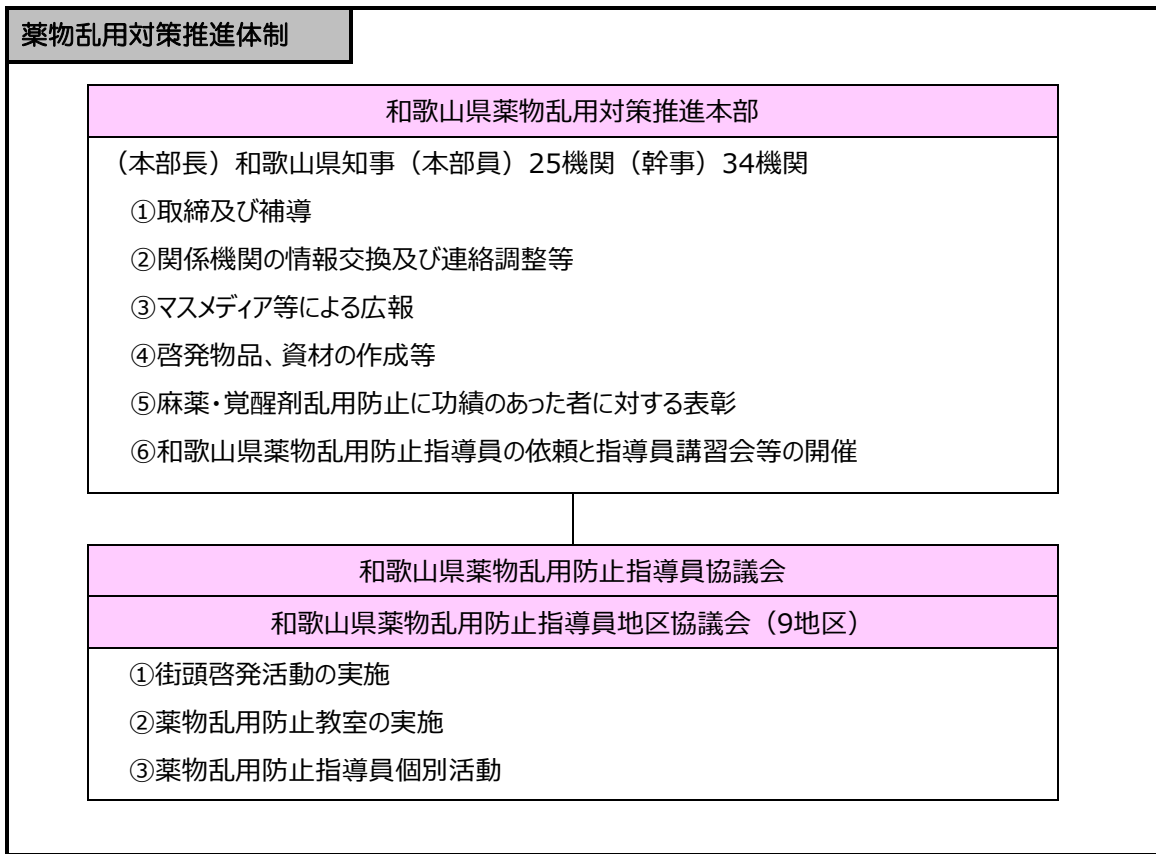 薬物乱用対策推進体制
和歌山県薬物乱用対策推進本部
（本部長）和歌山県知事（本部員）25機関（幹事）34機関
①取締及び補導
②関係機関の情報交換及び連絡調整等
③マスメディア等による広報
④啓発物品、資材の作成等
⑤麻薬・覚醒剤乱用防止に功績のあった者に対する表彰
⑥和歌山県薬物乱用防止指導員の依頼と指導員講習会等の開催
和歌山県薬物乱用防止指導員協議会
和歌山県薬物乱用防止指導員地区協議会（9地区）
①街頭啓発活動の実施
②薬物乱用防止教室の実施
③薬物乱用防止指導員個別活動